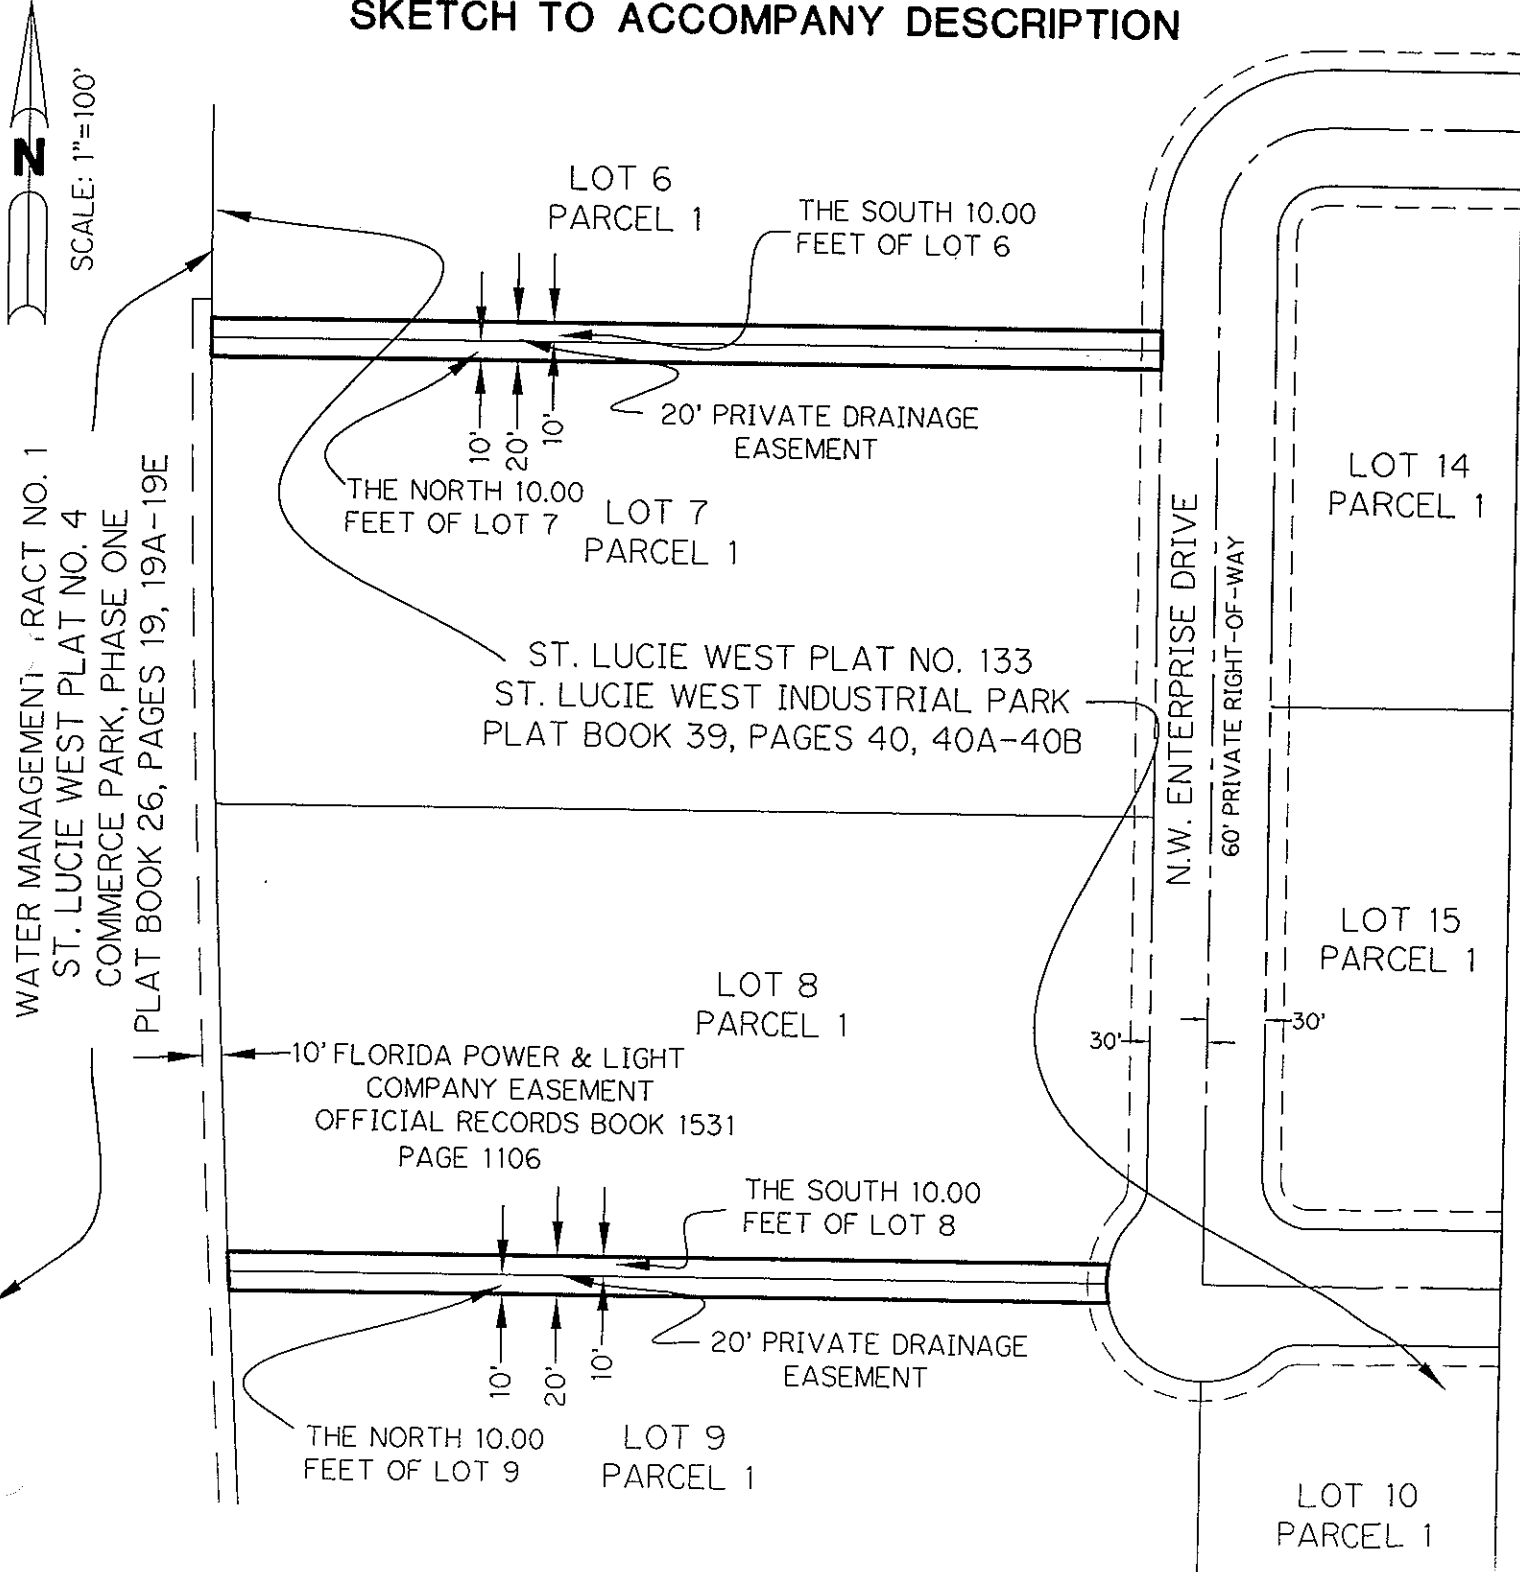 SKETCH TO ACCOMPANY DESCRIPTION
N
SCALE: 1"=100'
LOT 6
PARCEL 1
THE SOUTH 10.00
FEET OF LOT 6
10'
20'
10'
20' PRIVATE DRAINAGE
EASEMENT
THE NORTH 10.00
FEET OF LOT 7
LOT 7
PARCEL 1
LOT 14
PARCEL 1
WATER MANAGEMENT RACT NO. 1
ST. LUCIE WEST PLAT NO. 4
COMMERCE PARK, PHASE ONE
PLAT BOOK 26, PAGES 19, 19A-19E
ST. LUCIE WEST PLAT NO. 133
ST. LUCIE WEST INDUSTRIAL PARK
PLAT BOOK 39, PAGES 40, 40A-40B
N.W. ENTERPRISE DRIVE
60' PRIVATE RIGHT-OF-WAY
LOT 15
PARCEL 1
LOT 8
PARCEL 1
30'
30'
10' FLORIDA POWER & LIGHT
COMPANY EASEMENT
OFFICIAL RECORDS BOOK 1531
PAGE 1106
THE SOUTH 10.00
FEET OF LOT 8
10'
20'
10'
20' PRIVATE DRAINAGE
EASEMENT
THE NORTH 10.00
FEET OF LOT 9
LOT 9
PARCEL 1
LOT 10
PARCEL 1